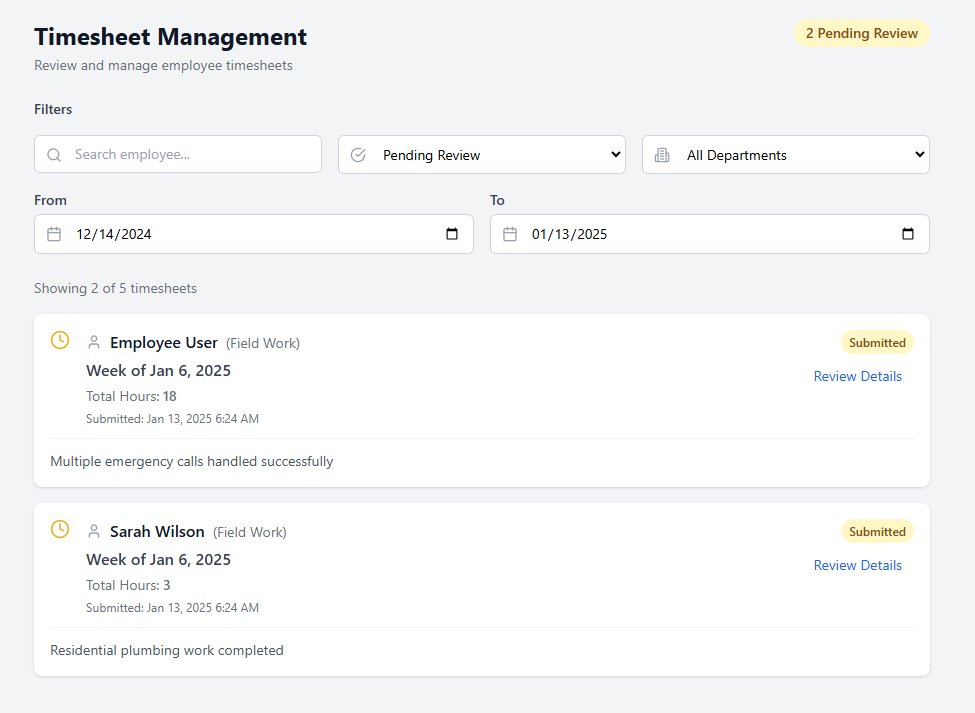 Timesheet Management
2 Pending Review
Review and manage employee timesheets
Filters
Search employee...
Pending Review
All Departments
From
To
12/14/2024
01/13/2025
Showing 2 of 5 timesheets
Employee User (Field Work)
Submitted
Week of Jan 6, 2025
Review Details
Total Hours: 18
Submitted: Jan 13, 2025 6:24 AM
Multiple emergency calls handled successfully
Sarah Wilson (Field Work)
Submitted
Week of Jan 6, 2025
Review Details
Total Hours: 3
Submitted: Jan 13, 2025 6:24 AM
Residential plumbing work completed